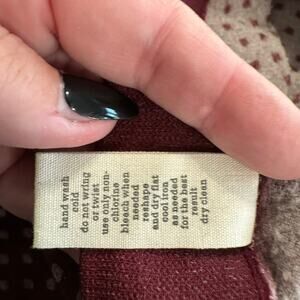 hand wash
cold
do not wring
or twist
use only non-
chlorine
bleach when
needed
reshape
and dry flat
cool iron
as needed
for the best
result
dry clean